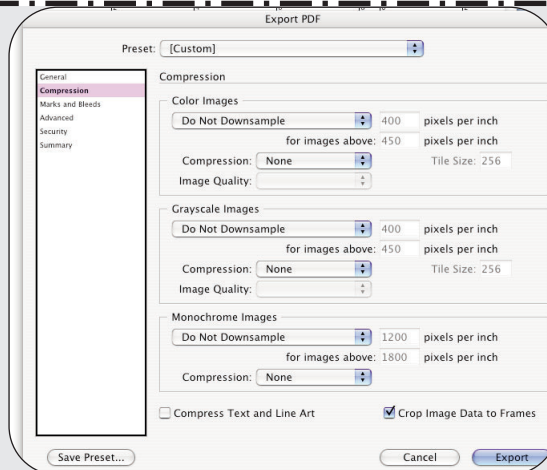 Export PDF
Preset: [Custom]
General
Compression
Marks and Bleeds
Advanced
Security
Summary
Compression
Color Images
Do Not Downsample 400 pixels per inch
for images above: 450 pixels per inch
Compression: None Tile Size: 256
Image Quality:
Grayscale Images
Do Not Downsample 400 pixels per inch
for images above: 450 pixels per inch
Compression: None Tile Size: 256
Image Quality:
Monochrome Images
Do Not Downsample 1200 pixels per inch
for images above: 1800 pixels per inch
Compression: None
Compress Text and Line Art Crop Image Data to Frames
Save Preset... Cancel Export